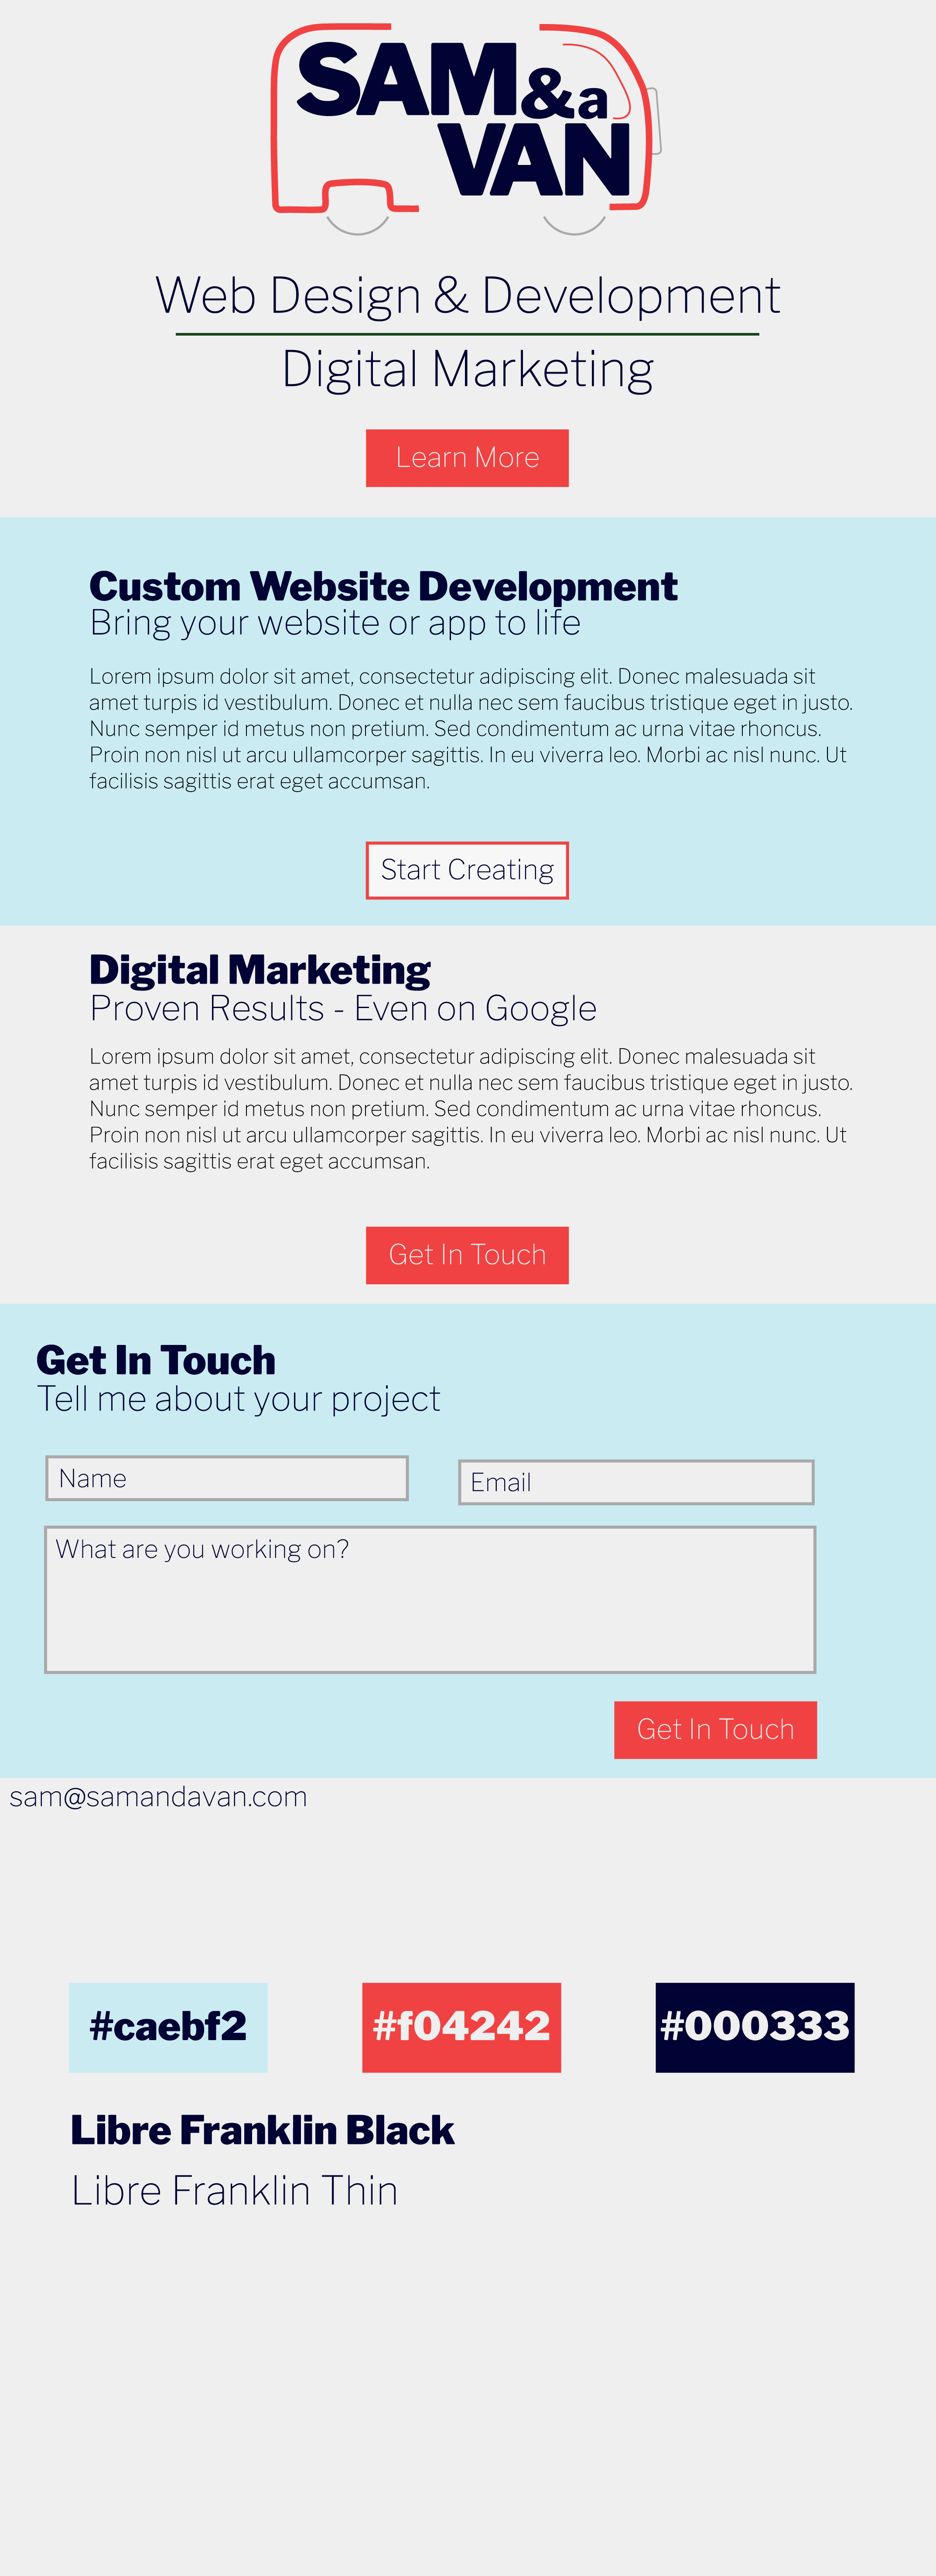 SAM&a
VAN
Web Design & Development
Digital Marketing
Learn More
Custom Website Development
Bring your website or app to life
Lorem ipsum dolor sit amet, consectetur adipiscing elit. Donec malesuada sit
amet turpis id vestibulum. Donec et nulla nec sem faucibus tristique eget in justo.
Nunc semper id metus non pretium. Sed condimentum ac urna vitae rhoncus.
Proin non nisl ut arcu ullamcorper sagittis. In eu viverra leo. Morbi ac nisl nunc. Ut
facilisis sagittis erat eget accumsan.
Start Creating
Digital Marketing
Proven Results - Even on Google
Lorem ipsum dolor sit amet, consectetur adipiscing elit. Donec malesuada sit
amet turpis id vestibulum. Donec et nulla nec sem faucibus tristique eget in justo.
Nunc semper id metus non pretium. Sed condimentum ac urna vitae rhoncus.
Proin non nisl ut arcu ullamcorper sagittis. In eu viverra leo. Morbi ac nisl nunc. Ut
facilisis sagittis erat eget accumsan.
Get In Touch
Get In Touch
Tell me about your project
Name
Email
What are you working on?
Get In Touch
sam@samandavan.com
#caebf2
#f04242
#000333
Libre Franklin Black
Libre Franklin Thin